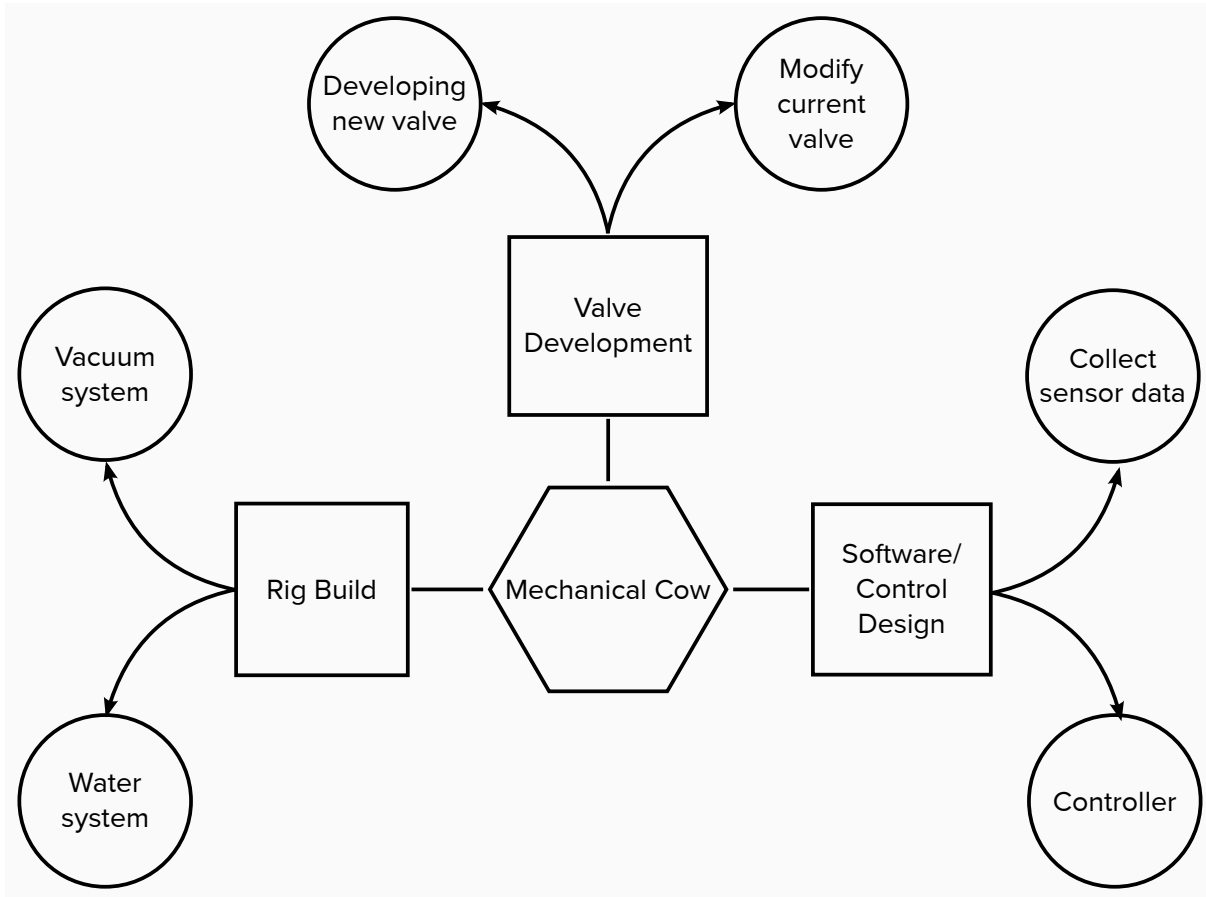 Developing
new valve
Modify
current
valve
Valve
Development
Vacuum
system
Collect
sensor data
Rig Build
Mechanical Cow
Software/
Control
Design
Water
system
Controller